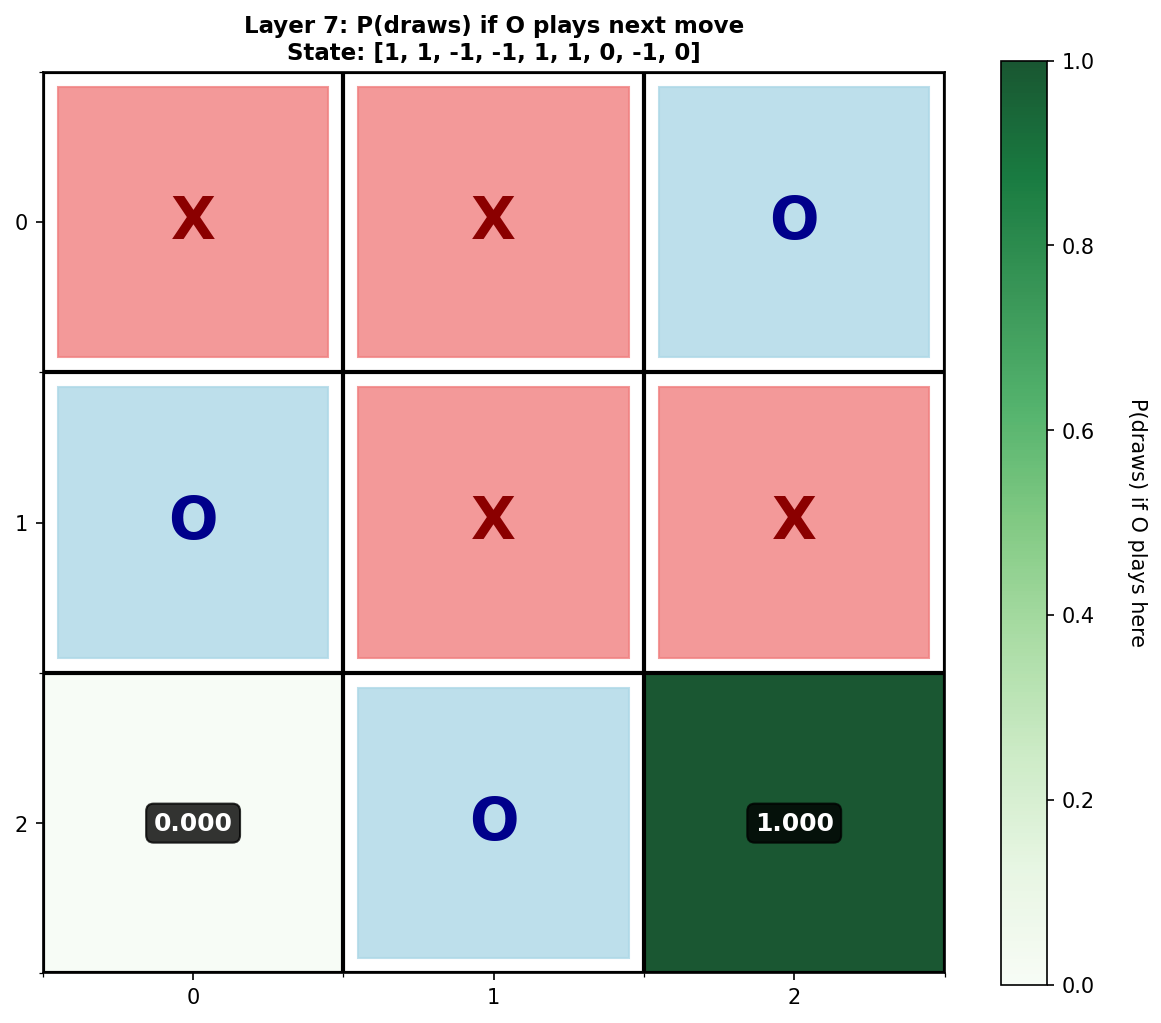 Layer 7: P(draws) if O plays next move
State: [1, 1, -1, -1, 1, 1, 0, -1, 0]
X X O
O X X
0.000 O 1.000
0
1
2
0 1 2
1.0
0.8
0.6
0.4
0.2
0.0
P(draws) if O plays here